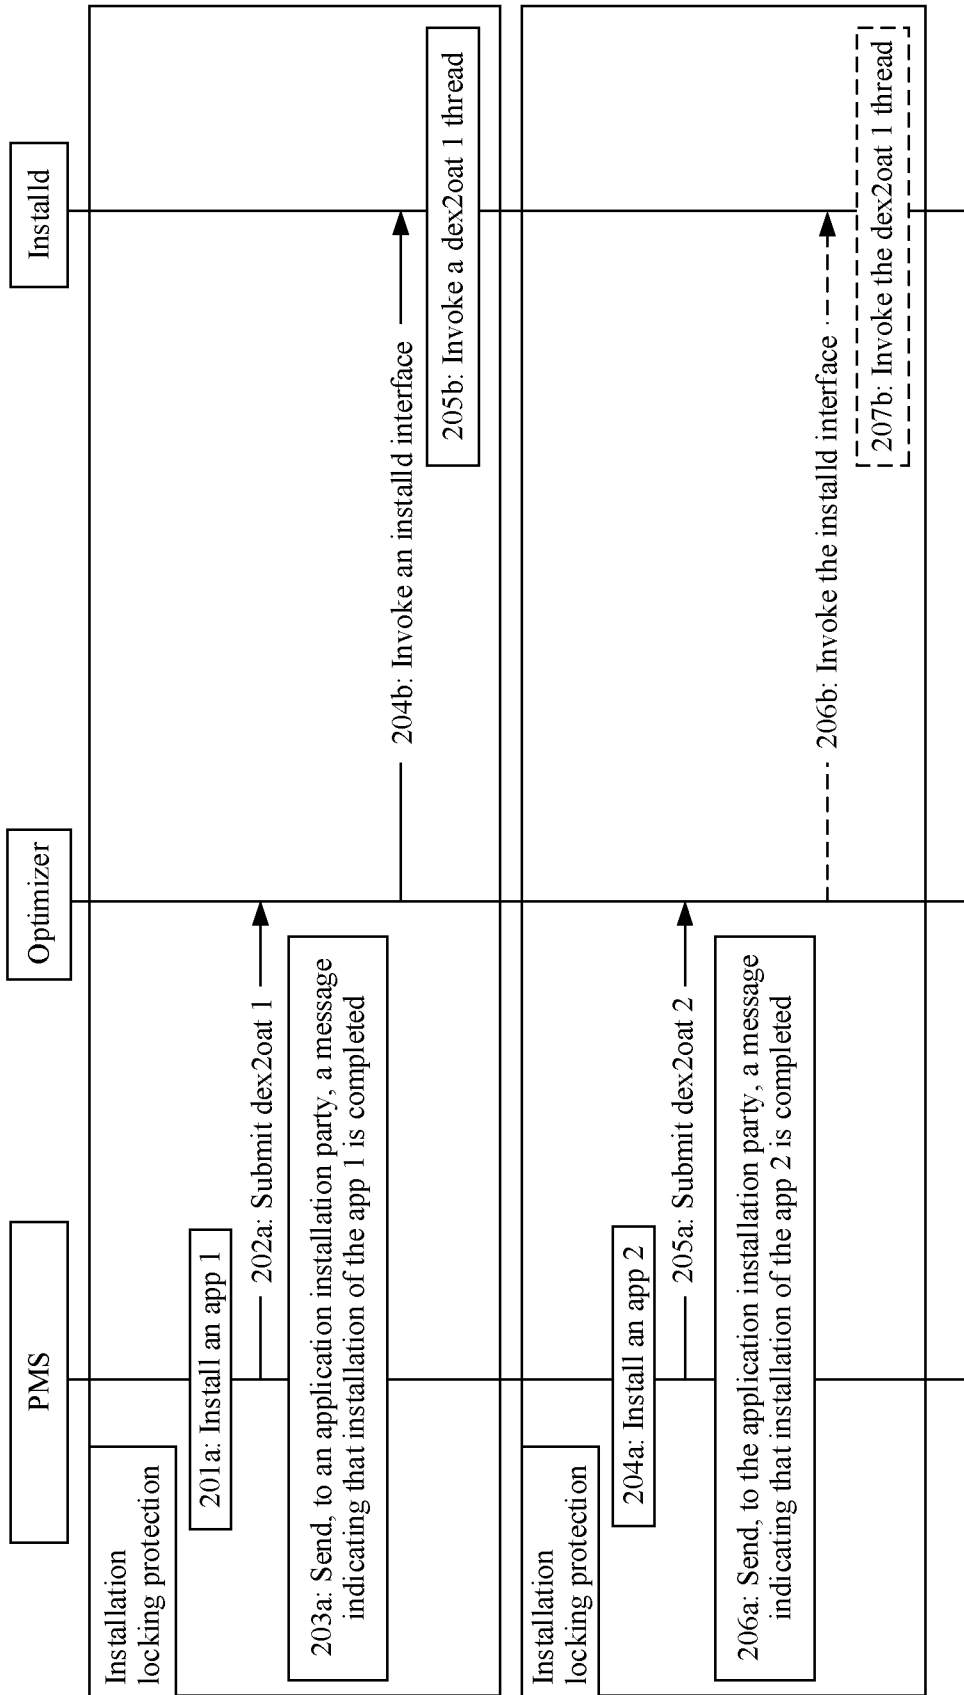 PMS
Optimizer
Installd
Installation
locking protection
201a: Install an app 1
202a: Submit dex2oat 1
203a: Send, to an application installation party, a message
indicating that installation of the app 1 is completed
204b: Invoke an installd interface
205b: Invoke a dex2oat 1 thread
Installation
locking protection
204a: Install an app 2
205a: Submit dex2oat 2
206a: Send, to the application installation party, a message
indicating that installation of the app 2 is completed
206b: Invoke the installd interface
207b: Invoke the dex2oat 1 thread